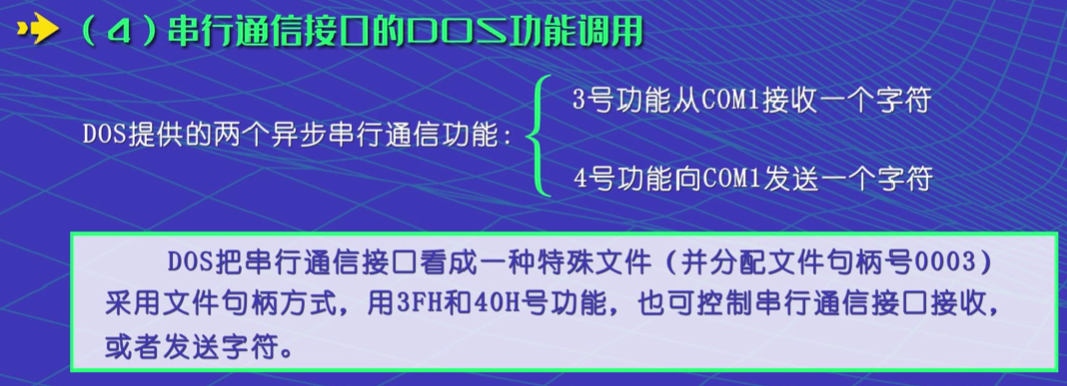 （4）串行通信接口的DOS功能调用
3号功能从COM1接收一个字符
DOS提供的两个异步串行通信功能：
4号功能向COM1发送一个字符
DOS把串行通信接口看成一种特殊文件（并分配文件句柄号0003）
采用文件句柄方式，用3FH和40H号功能，也可控制串行通信接口接收，
或者发送字符。